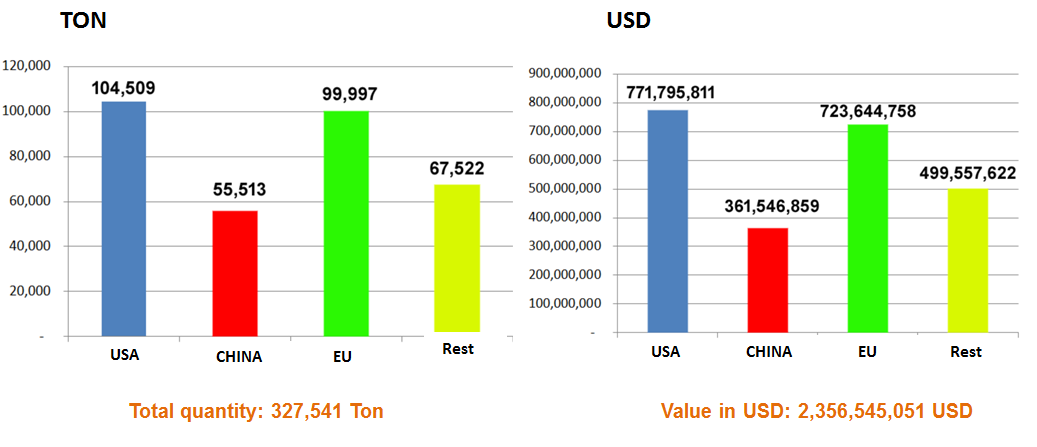 TON
120,000
100,000
80,000
60,000
40,000
20,000
-
104,509
55,513
99,997
67,522
USA
CHINA
EU
Rest
Total quantity: 327,541 Ton
USD
900,000,000
800,000,000
700,000,000
600,000,000
500,000,000
400,000,000
300,000,000
200,000,000
100,000,000
-
771,795,811
361,546,859
723,644,758
499,557,622
USA
CHINA
EU
Rest
Value in USD: 2,356,545,051 USD